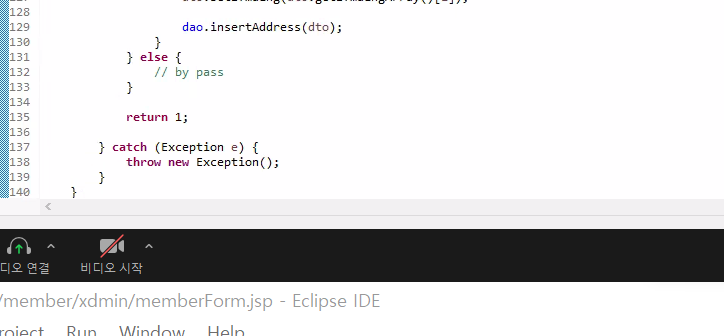 128
129 dao.insertAddress(dto);
130 }
131 } else {
132 // by pass
133 }
134
135 return 1;
136
137 } catch (Exception e) {
138 throw new Exception();
139 }
140 }
디오 연결 비디오 시작
/member/xdmin/memberForm.jsp - Eclipse IDE
roject Run Window Help